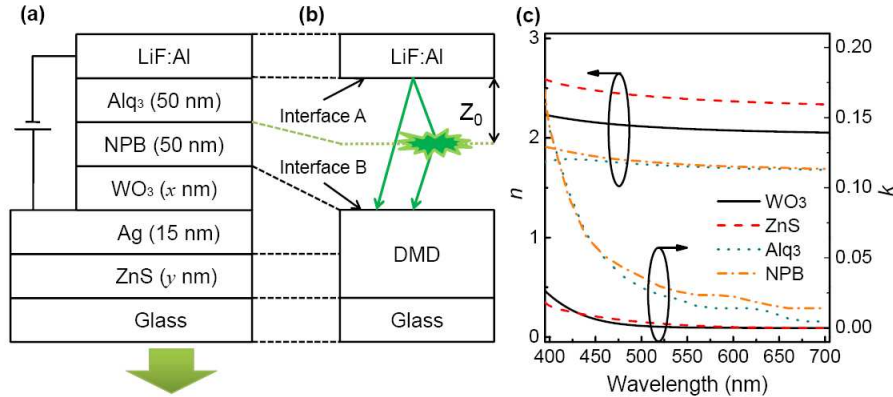 (a)
LiF:Al
Alq₃ (50 nm)
NPB (50 nm)
WO₃ (x nm)
Ag (15 nm)
ZnS (y nm)
Glass
(b)
LiF:Al
Interface A
Z₀
Interface B
DMD
Glass
(c)
3
2
1
0
n
0.20
0.15
0.10
0.05
0.00
k
WO₃
ZnS
Alq₃
NPB
400 450 500 550 600 650 700
Wavelength (nm)